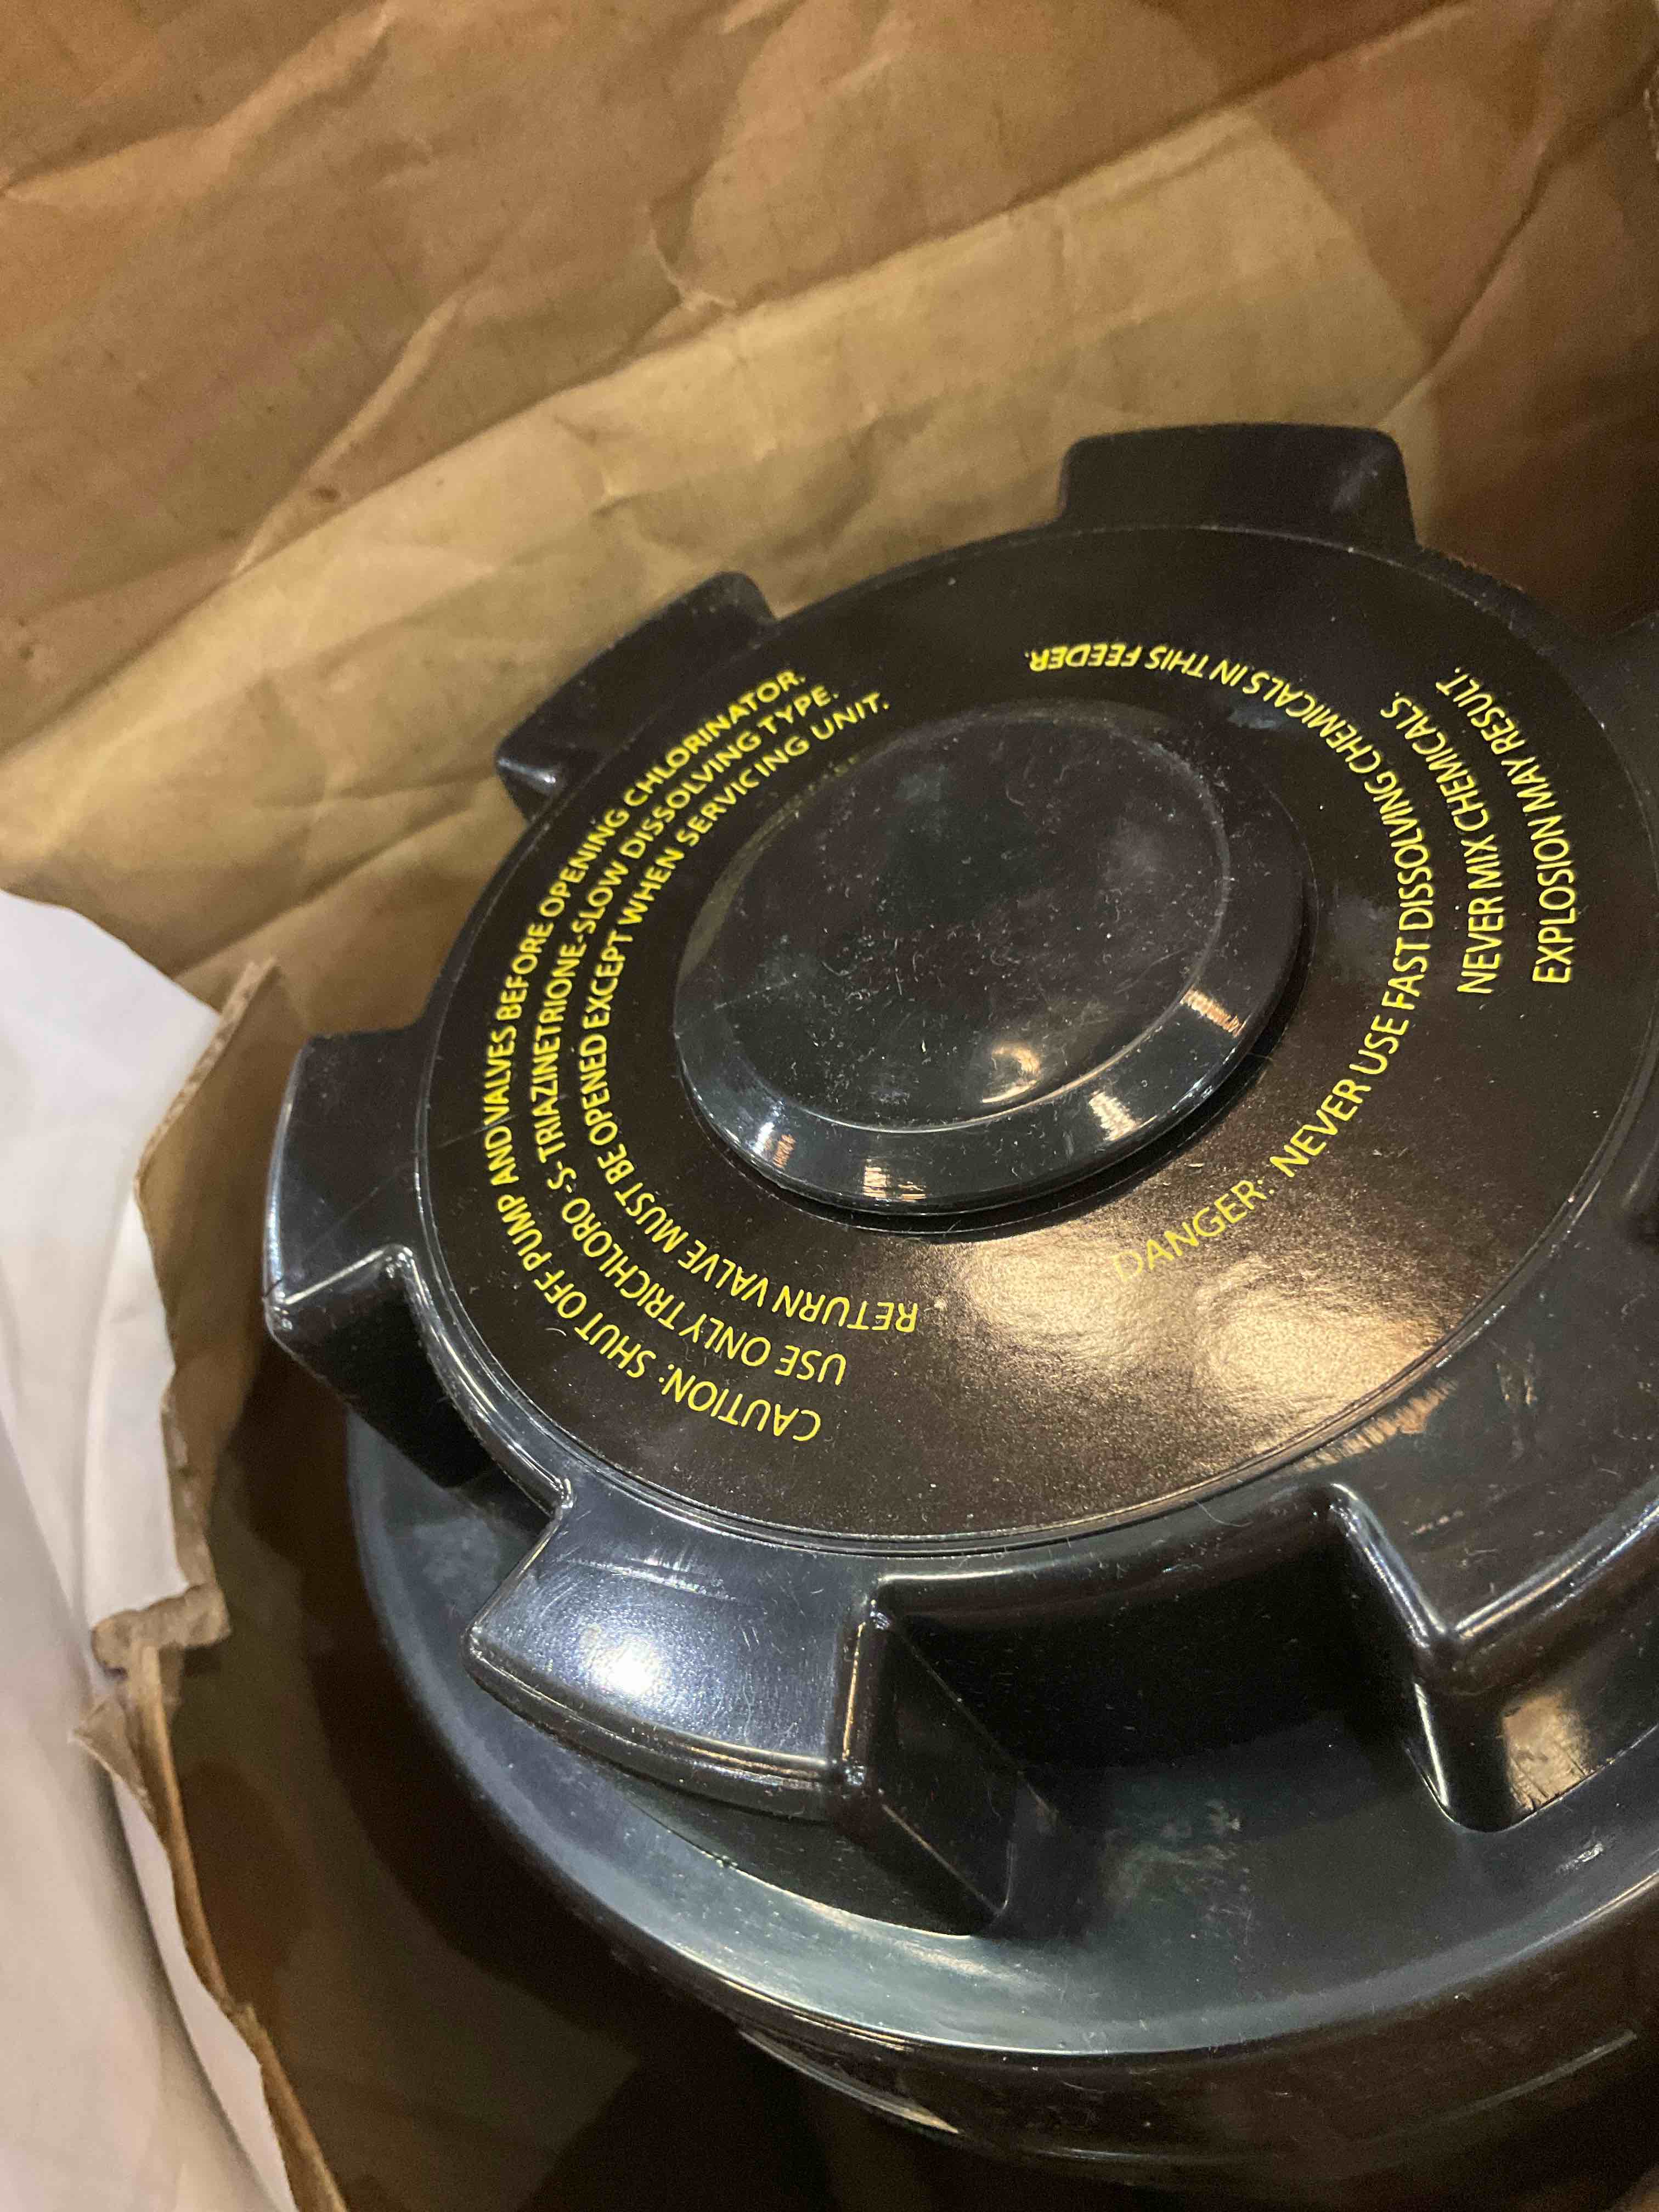 CAUTION: SHUT OFF PUMP AND VALVES BEFORE OPENING CHLORINATOR.
USE ONLY TRICHLORO-S-TRIAZINETRIONE-SLOW DISSOLVING TYPE.
RETURN VALVE MUST BE OPENED EXCEPT WHEN SERVICING UNIT.
DANGER: NEVER USE FAST DISSOLVING CHEMICALS IN THIS FEEDER.
NEVER MIX CHEMICALS.
EXPLOSION MAY RESULT.